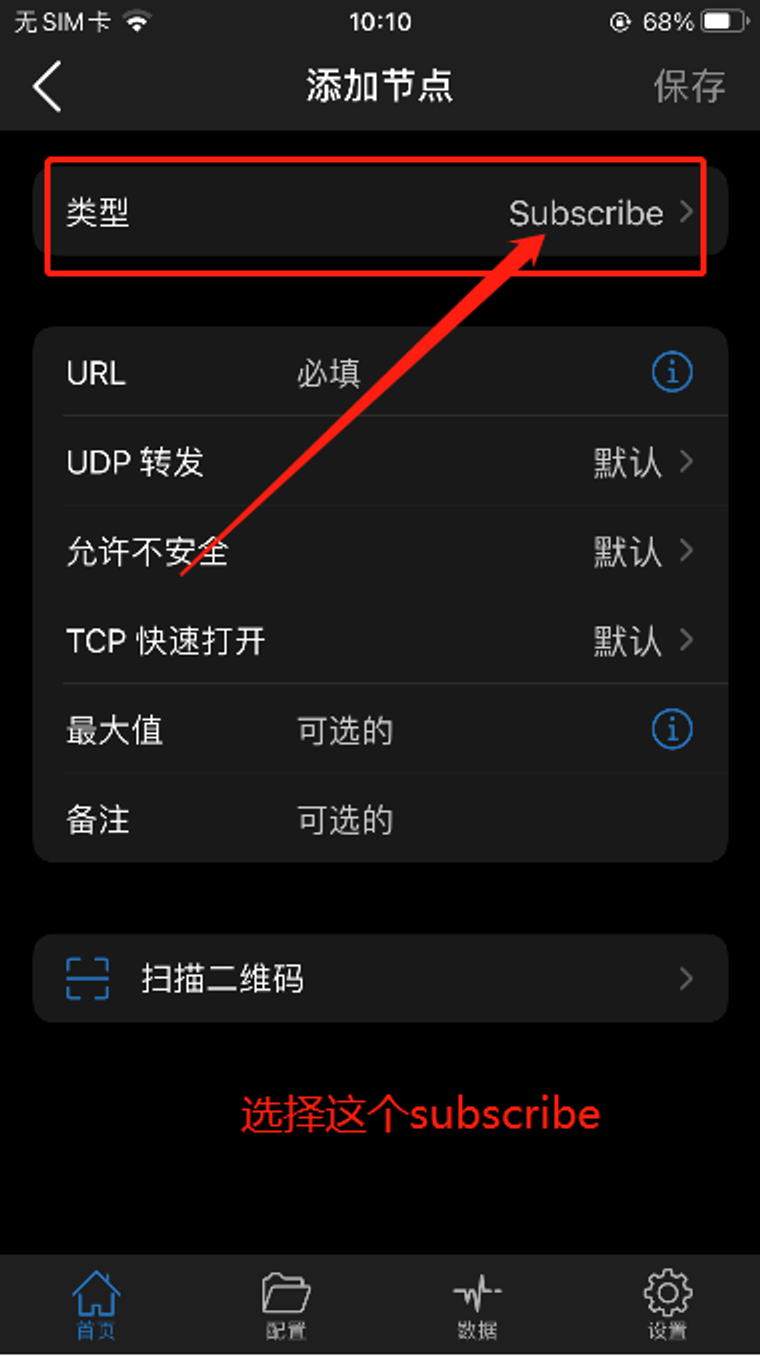 无SIM卡 10:10 68%
添加节点 保存
类型 Subscribe
URL 必填
UDP 转发 默认
允许不安全 默认
TCP 快速打开 默认
最大值 可选的
备注 可选的
扫描二维码
选择这个subscribe
首页 配置 数据 设置